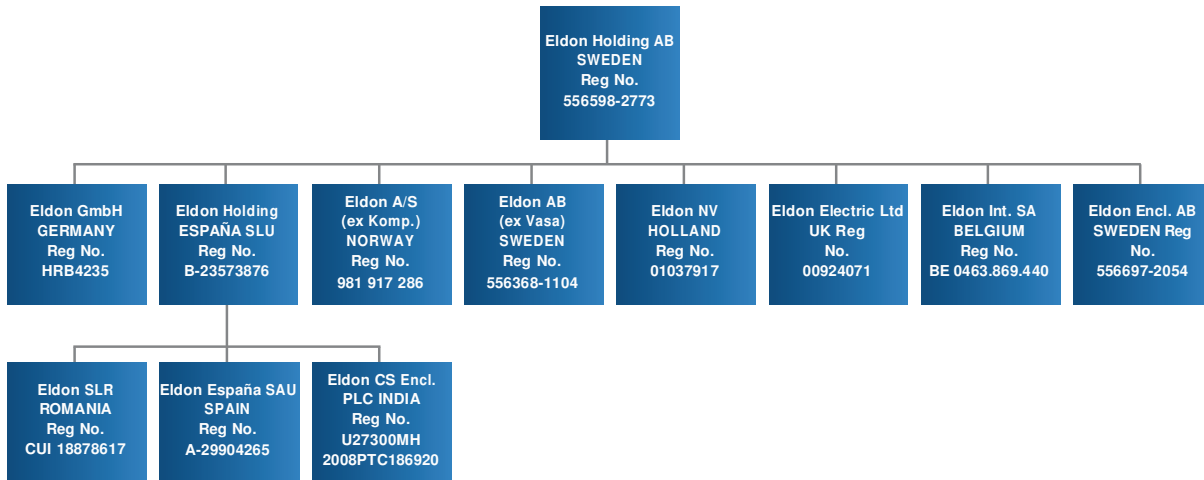 Eldon Holding AB
SWEDEN
Reg No.
556598-2773
Eldon GmbH
GERMANY
Reg No.
HRB4235
Eldon Holding
ESPAÑA SLU
Reg No.
B-23573876
Eldon A/S
(ex Komp.)
NORWAY
Reg No.
981 917 286
Eldon AB
(ex Vasa)
SWEDEN
Reg No.
556368-1104
Eldon NV
HOLLAND
Reg No.
01037917
Eldon Electric Ltd
UK Reg
No.
00924071
Eldon Int. SA
BELGIUM
Reg No.
BE 0463.869.440
Eldon Encl. AB
SWEDEN Reg
No.
556697-2054
Eldon SLR
ROMANIA
Reg No.
CUI 18878617
Eldon España SAU
SPAIN
Reg No.
A-29904265
Eldon CS Encl.
PLC INDIA
Reg No.
U27300MH
2008PTC186920